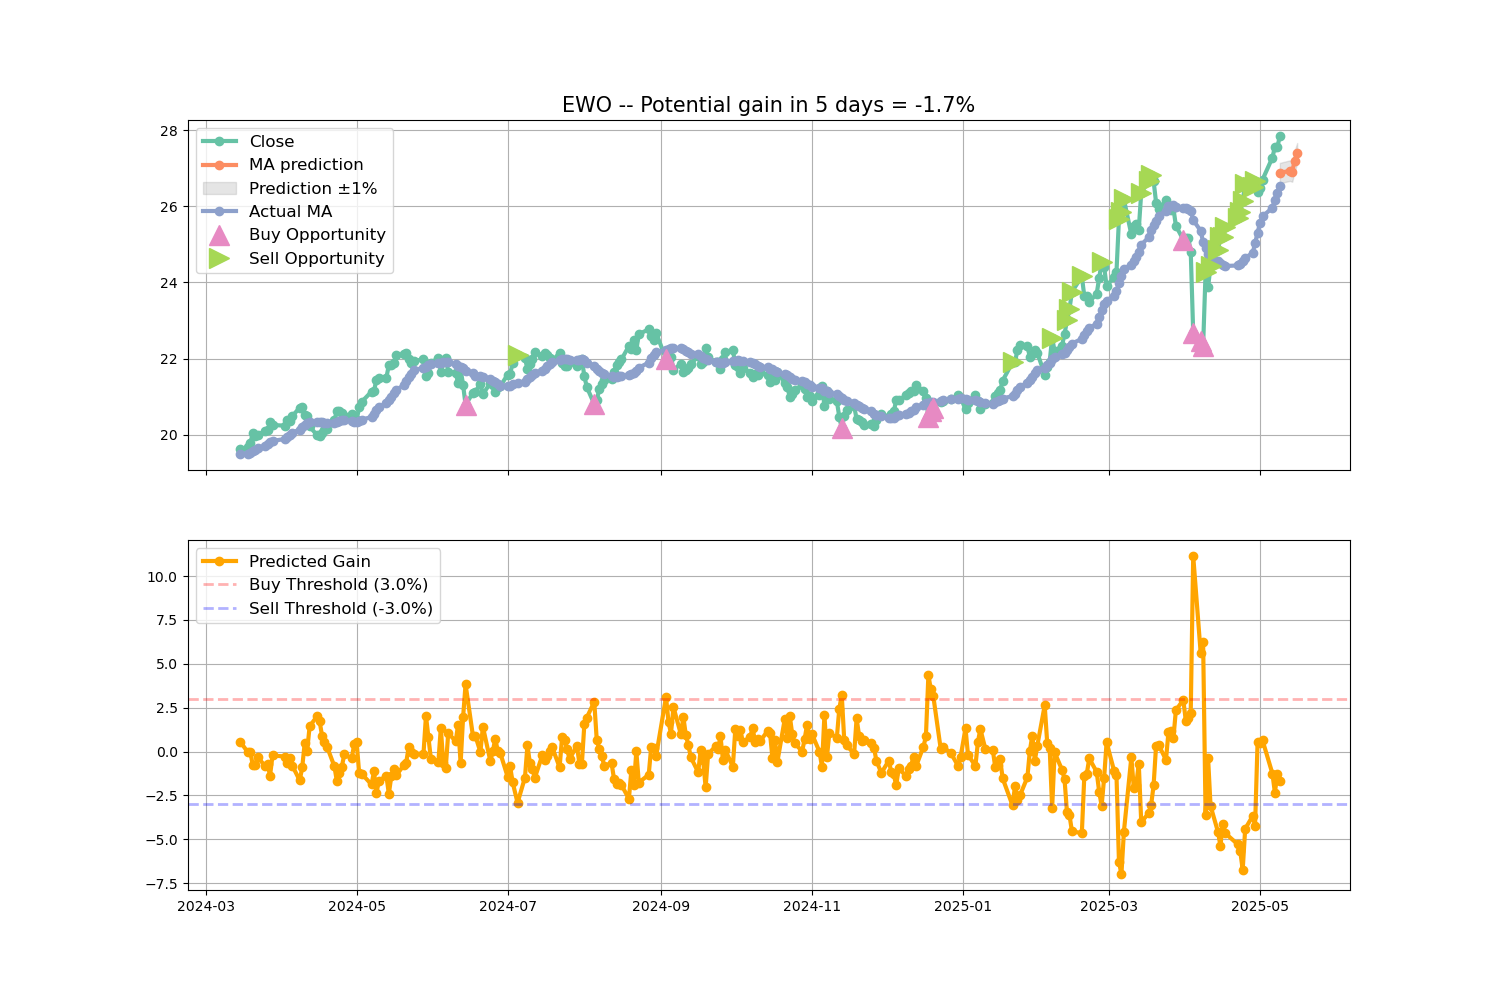 EWO -- Potential gain in 5 days = -1.7%
28
26
24
22
20
Close
MA prediction
Prediction ±1%
Actual MA
Buy Opportunity
Sell Opportunity
10.0
7.5
5.0
2.5
0.0
−2.5
−5.0
−7.5
Predicted Gain
Buy Threshold (3.0%)
Sell Threshold (-3.0%)
2024-03
2024-05
2024-07
2024-09
2024-11
2025-01
2025-03
2025-05